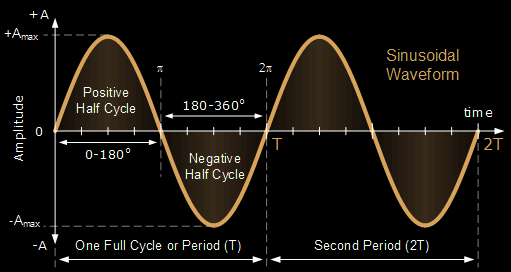 +A
+Amax
π
2π
Sinusoidal
Waveform
Positive
Half Cycle
180-360°
time
Amplitude
0
T
2T
0-180°
Negative
Half Cycle
-Amax
-A
One Full Cycle or Period (T)
Second Period (2T)